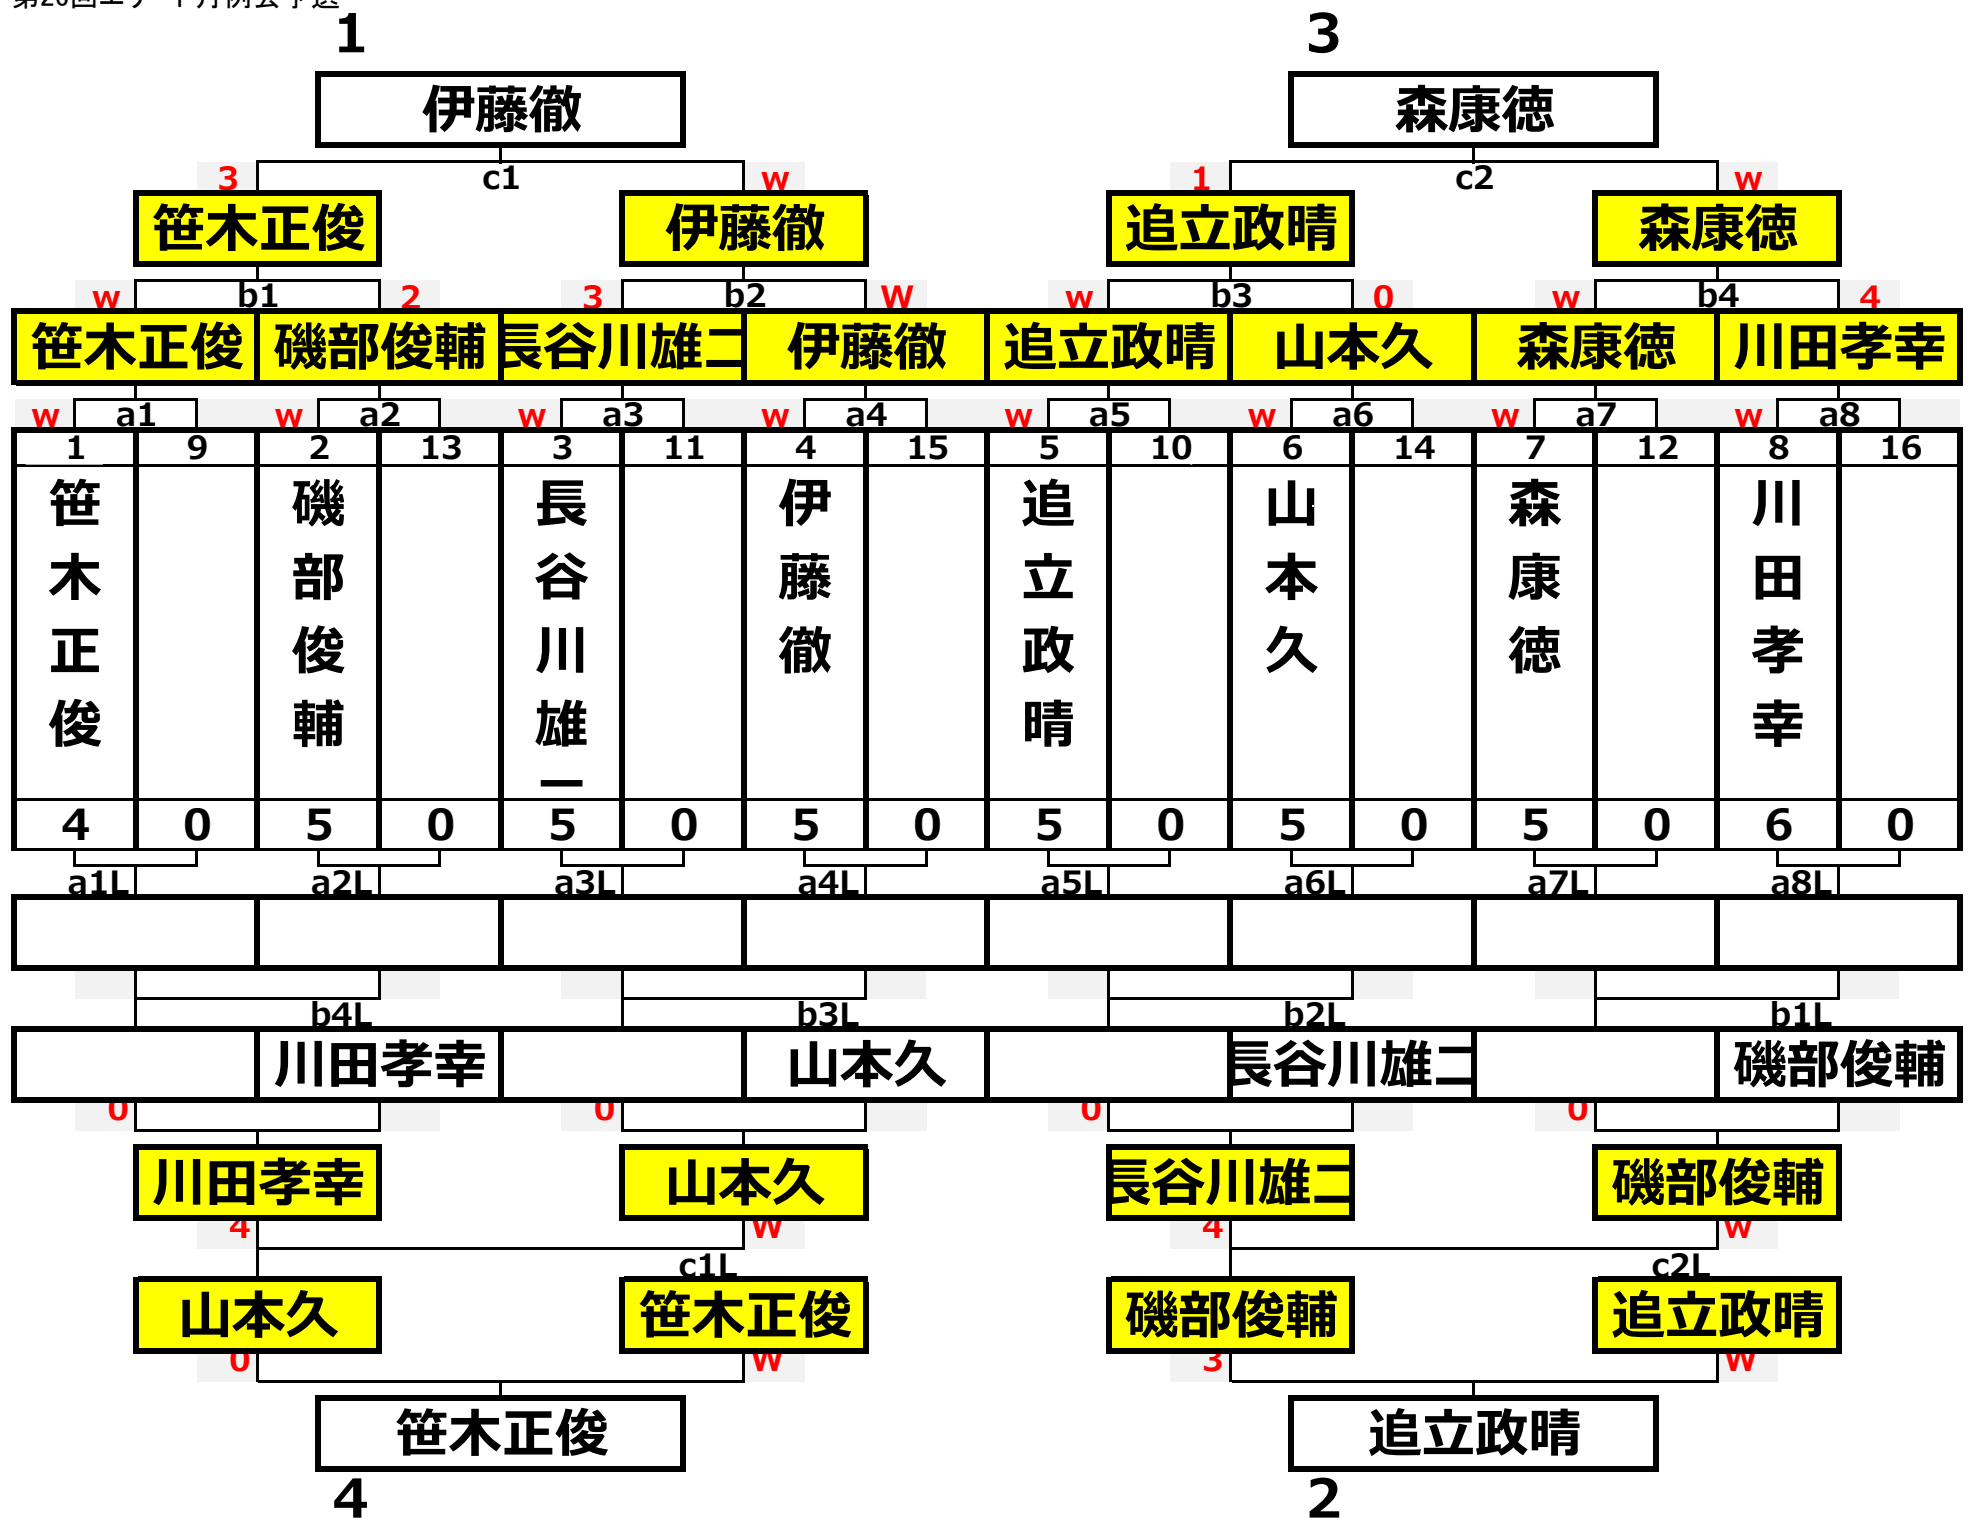 1 3
伊藤徹 森康徳
3 c1 w 1 c2 w
笹木正俊 伊藤徹 追立政晴 森康徳
w b1 2 3 b2 W w b3 0 w b4 4
笹木正俊 磯部俊輔 長谷川雄二 伊藤徹 追立政晴 山本久 森康徳 川田孝幸
w a1 w a2 w a3 w a4 w a5 w a6 w a7 w a8
1 9 2 13 3 11 4 15 5 10 6 14 7 12 8 16
笹木正俊
磯部俊輔
長谷川雄
伊藤徹
追立政晴
山本久
森康徳
川田孝幸
4 0 5 0 5 0 5 0 5 0 5 0 5 0 6 0
a1L a2L a3L a4L a5L a6L a7L a8L
b4L b3L b2L b1L
川田孝幸 山本久 長谷川雄二 磯部俊輔
0 0 0 0
川田孝幸 山本久 長谷川雄二 磯部俊輔
4 W 4 W
c1L c2L
山本久 笹木正俊 磯部俊輔 追立政晴
0 W 3 W
笹木正俊 追立政晴
4 2